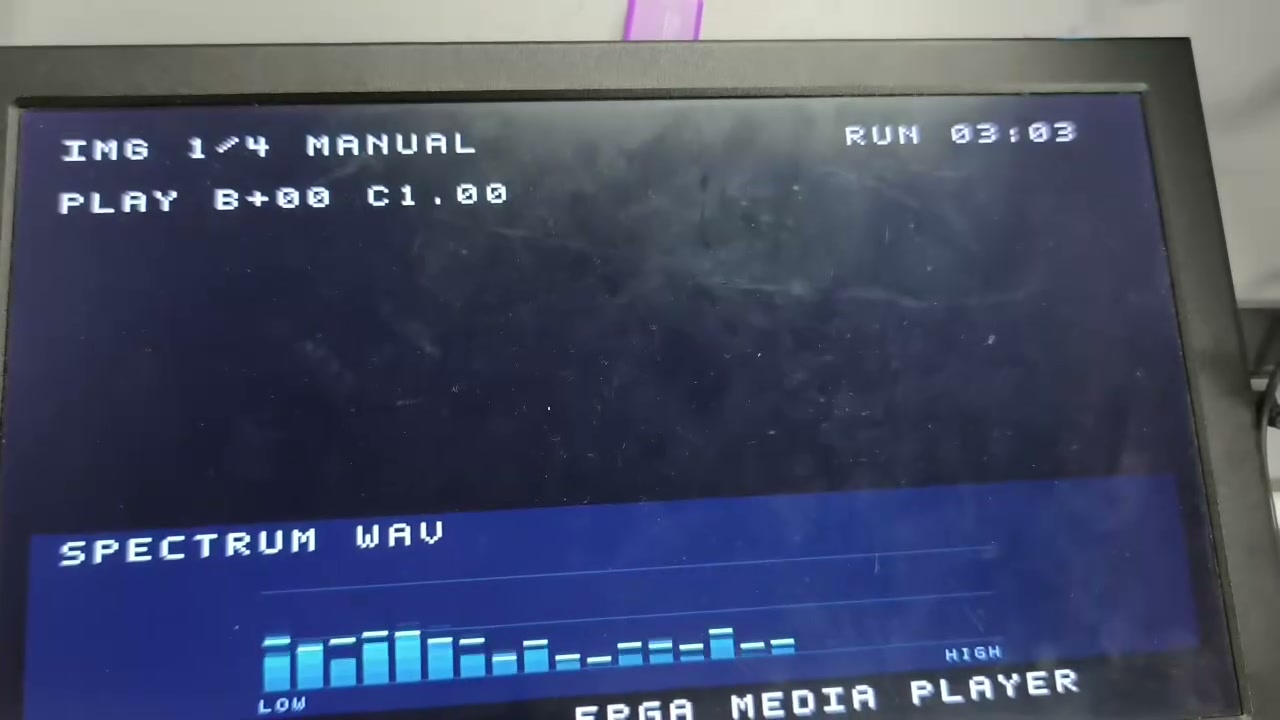 IMG 1/4 MANUAL
RUN 03:03
PLAY B+00 C1.00
SPECTRUM WAV
HIGH
LOW
FPGA MEDIA PLAYER